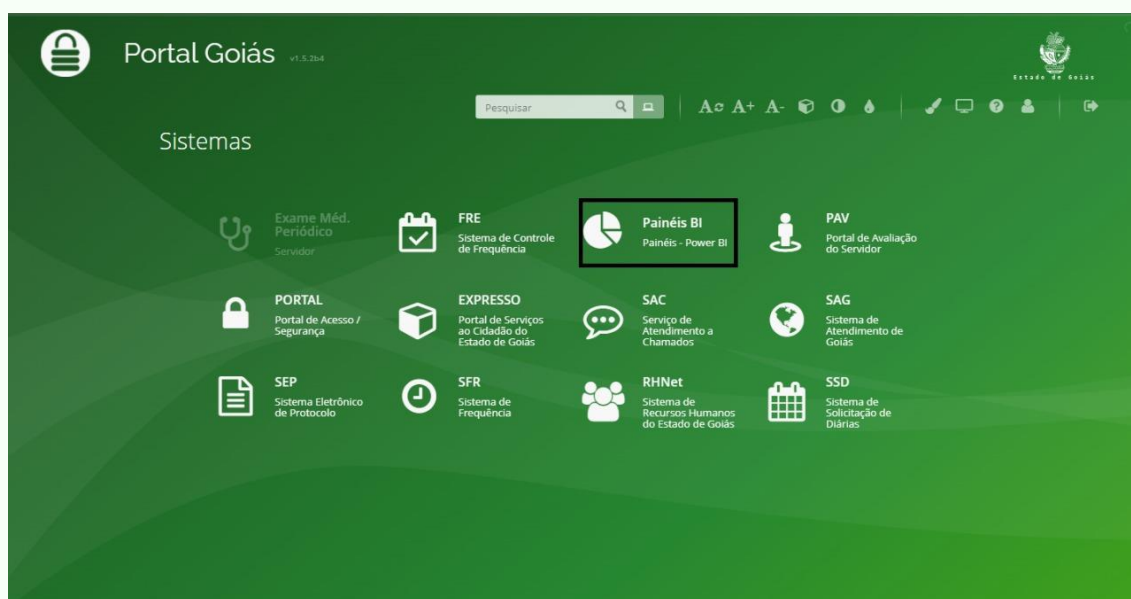 Portal Goiás v1.5.2b4
Estado de Goiás
Pesquisar
A A+ A-
Sistemas
Exame Méd.
Periódico
Servidor
FRE
Sistema de Controle
de Frequência
Painéis BI
Painéis - Power BI
PAV
Portal de Avaliação
do Servidor
PORTAL
Portal de Acesso /
Segurança
EXPRESSO
Portal de Serviços
ao Cidadão do
Estado de Goiás
SAC
Serviço de
Atendimento a
Chamados
SAG
Sistema de
Atendimento de
Goiás
SEP
Sistema Eletrônico
de Protocolo
SFR
Sistema de
Frequência
RHNet
Sistema de
Recursos Humanos
do Estado de Goiás
SSD
Sistema de
Solicitação de
Diárias